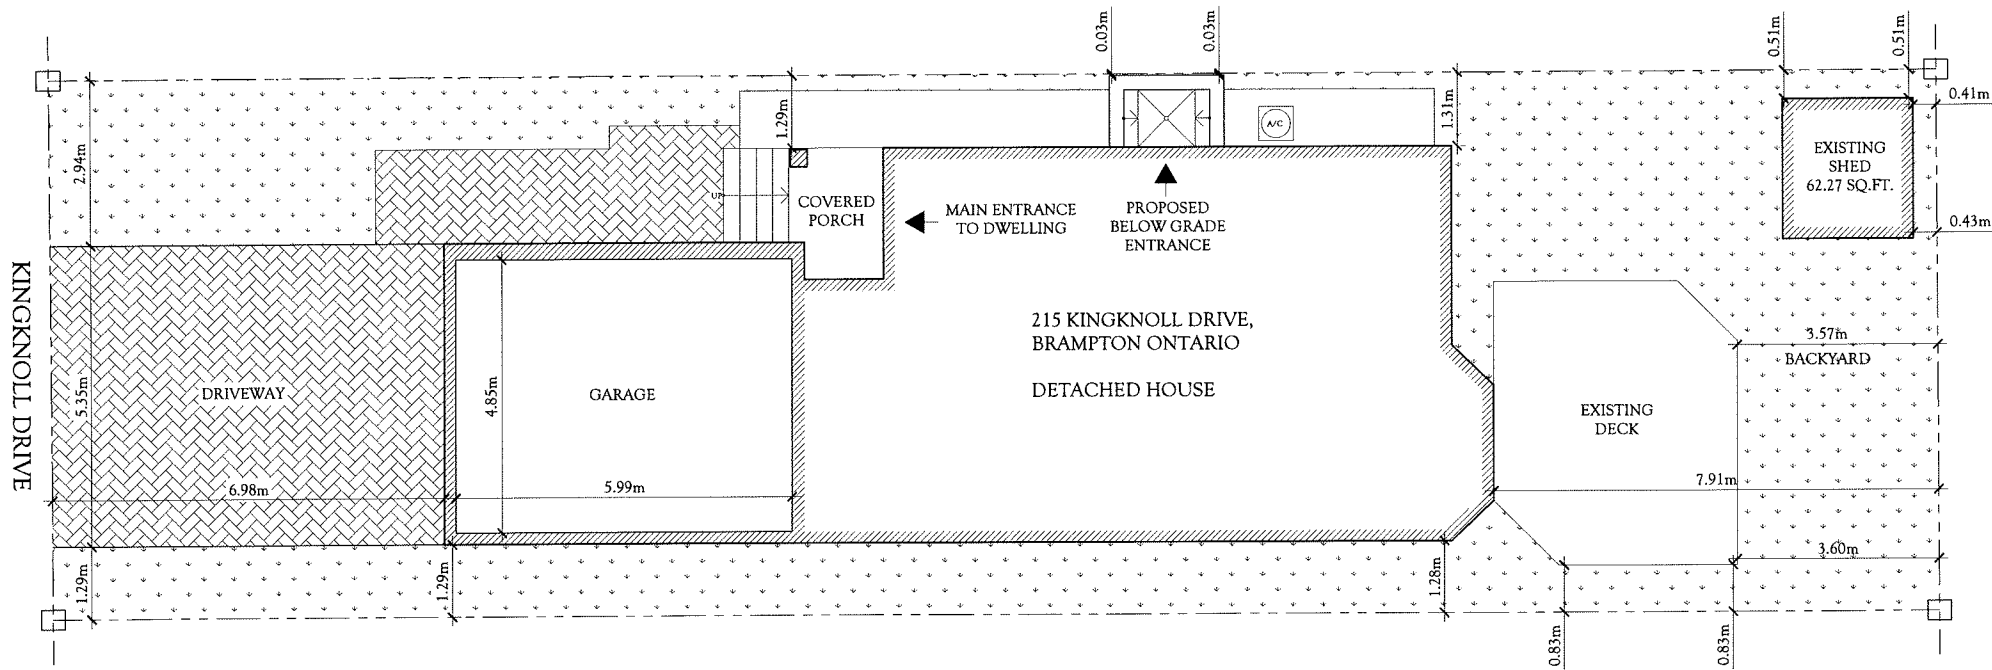 0.03m
0.03m
0.51m
0.51m
0.41m
1.29m
1.31m
A/C
2.94m
EXISTING
SHED
62.27 SQ.FT.
UP
COVERED
PORCH
MAIN ENTRANCE
TO DWELLING
PROPOSED
BELOW GRADE
ENTRANCE
0.43m
KINGKNOLL DRIVE
215 KINGKNOLL DRIVE,
BRAMPTON ONTARIO
DETACHED HOUSE
3.57m
BACKYARD
5.35m
DRIVEWAY
4.85m
GARAGE
EXISTING
DECK
6.98m
5.99m
7.91m
3.60m
1.29m
1.29m
1.28m
0.83m
0.83m